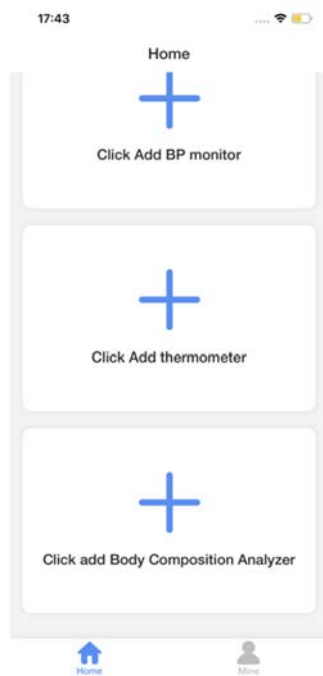 17:43
Home
Click Add BP monitor
Click Add thermometer
Click add Body Composition Analyzer
Home
Mine